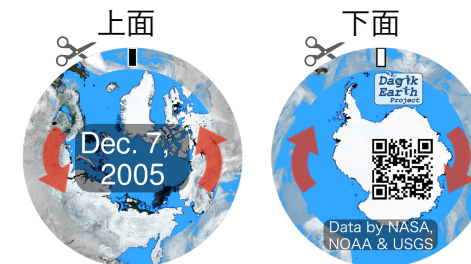 上面
下面
Dec. 7,
2005
Dagik
Earth
Project
Data by NASA,
NOAA & USGS